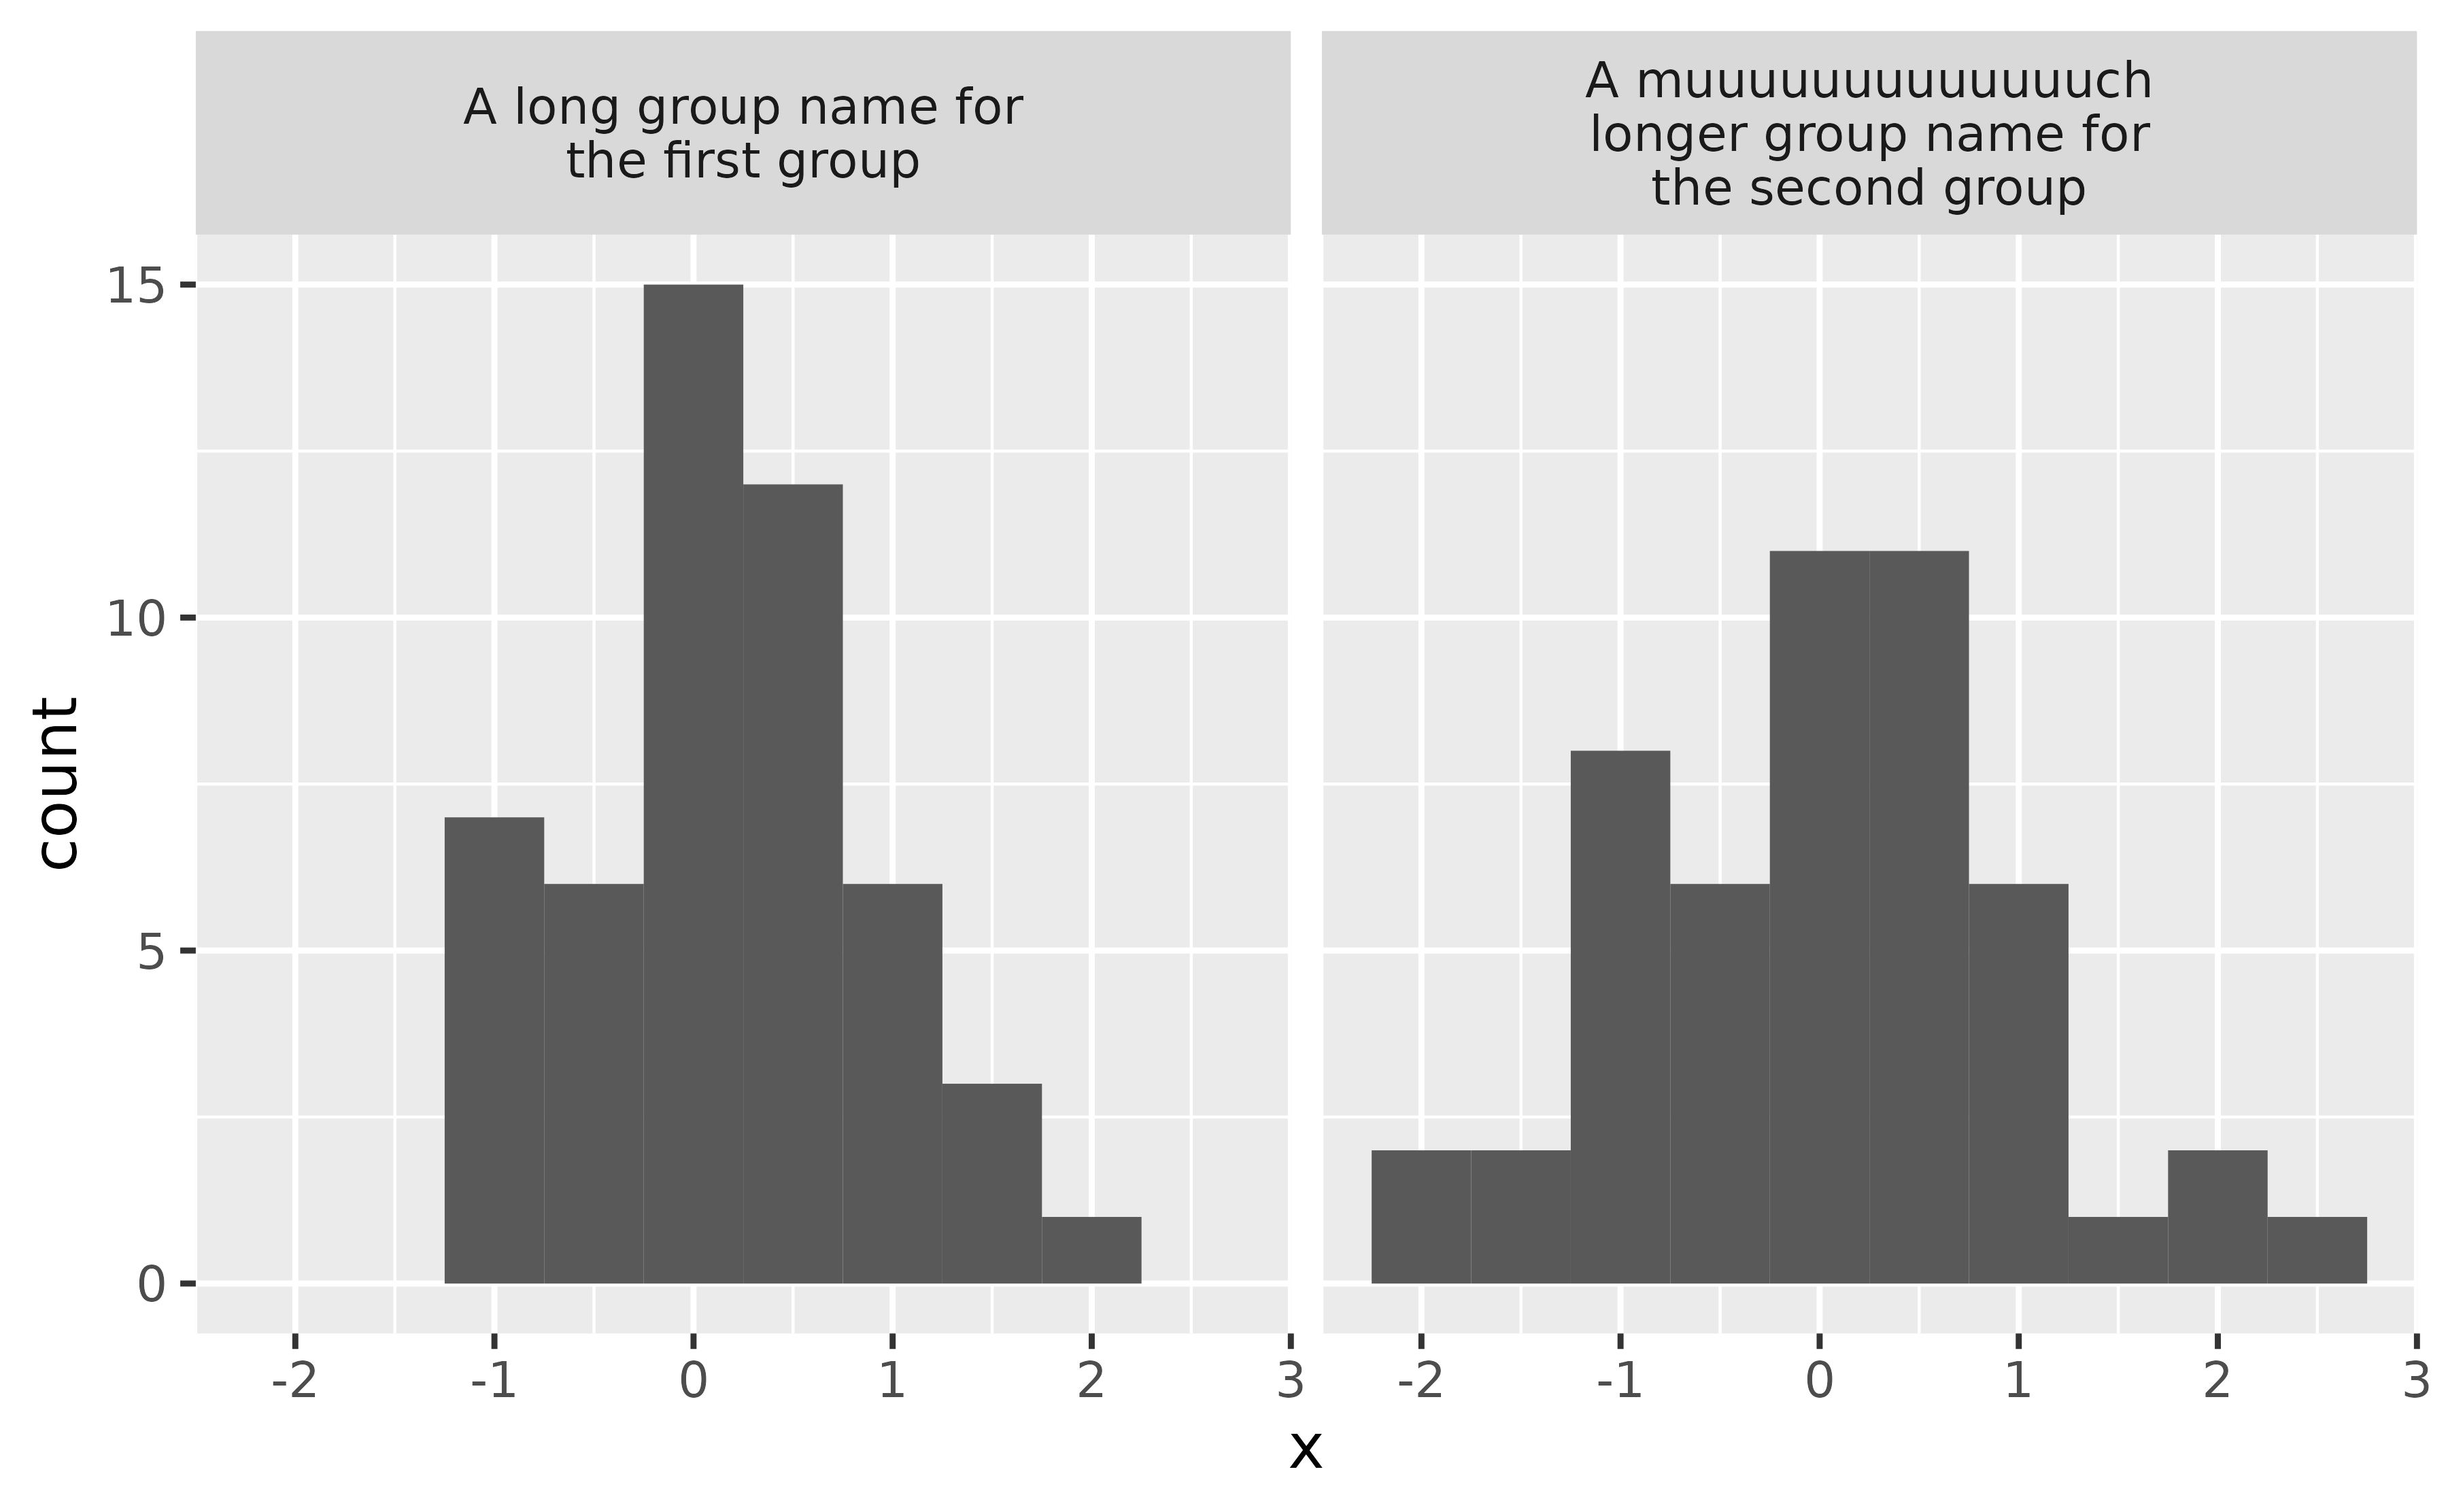 A long group name for
the first group
A muuuuuuuuuuuuuch
longer group name for
the second group
15
10
5
0
count
-2 -1 0 1 2 3
-2 -1 0 1 2 3
x